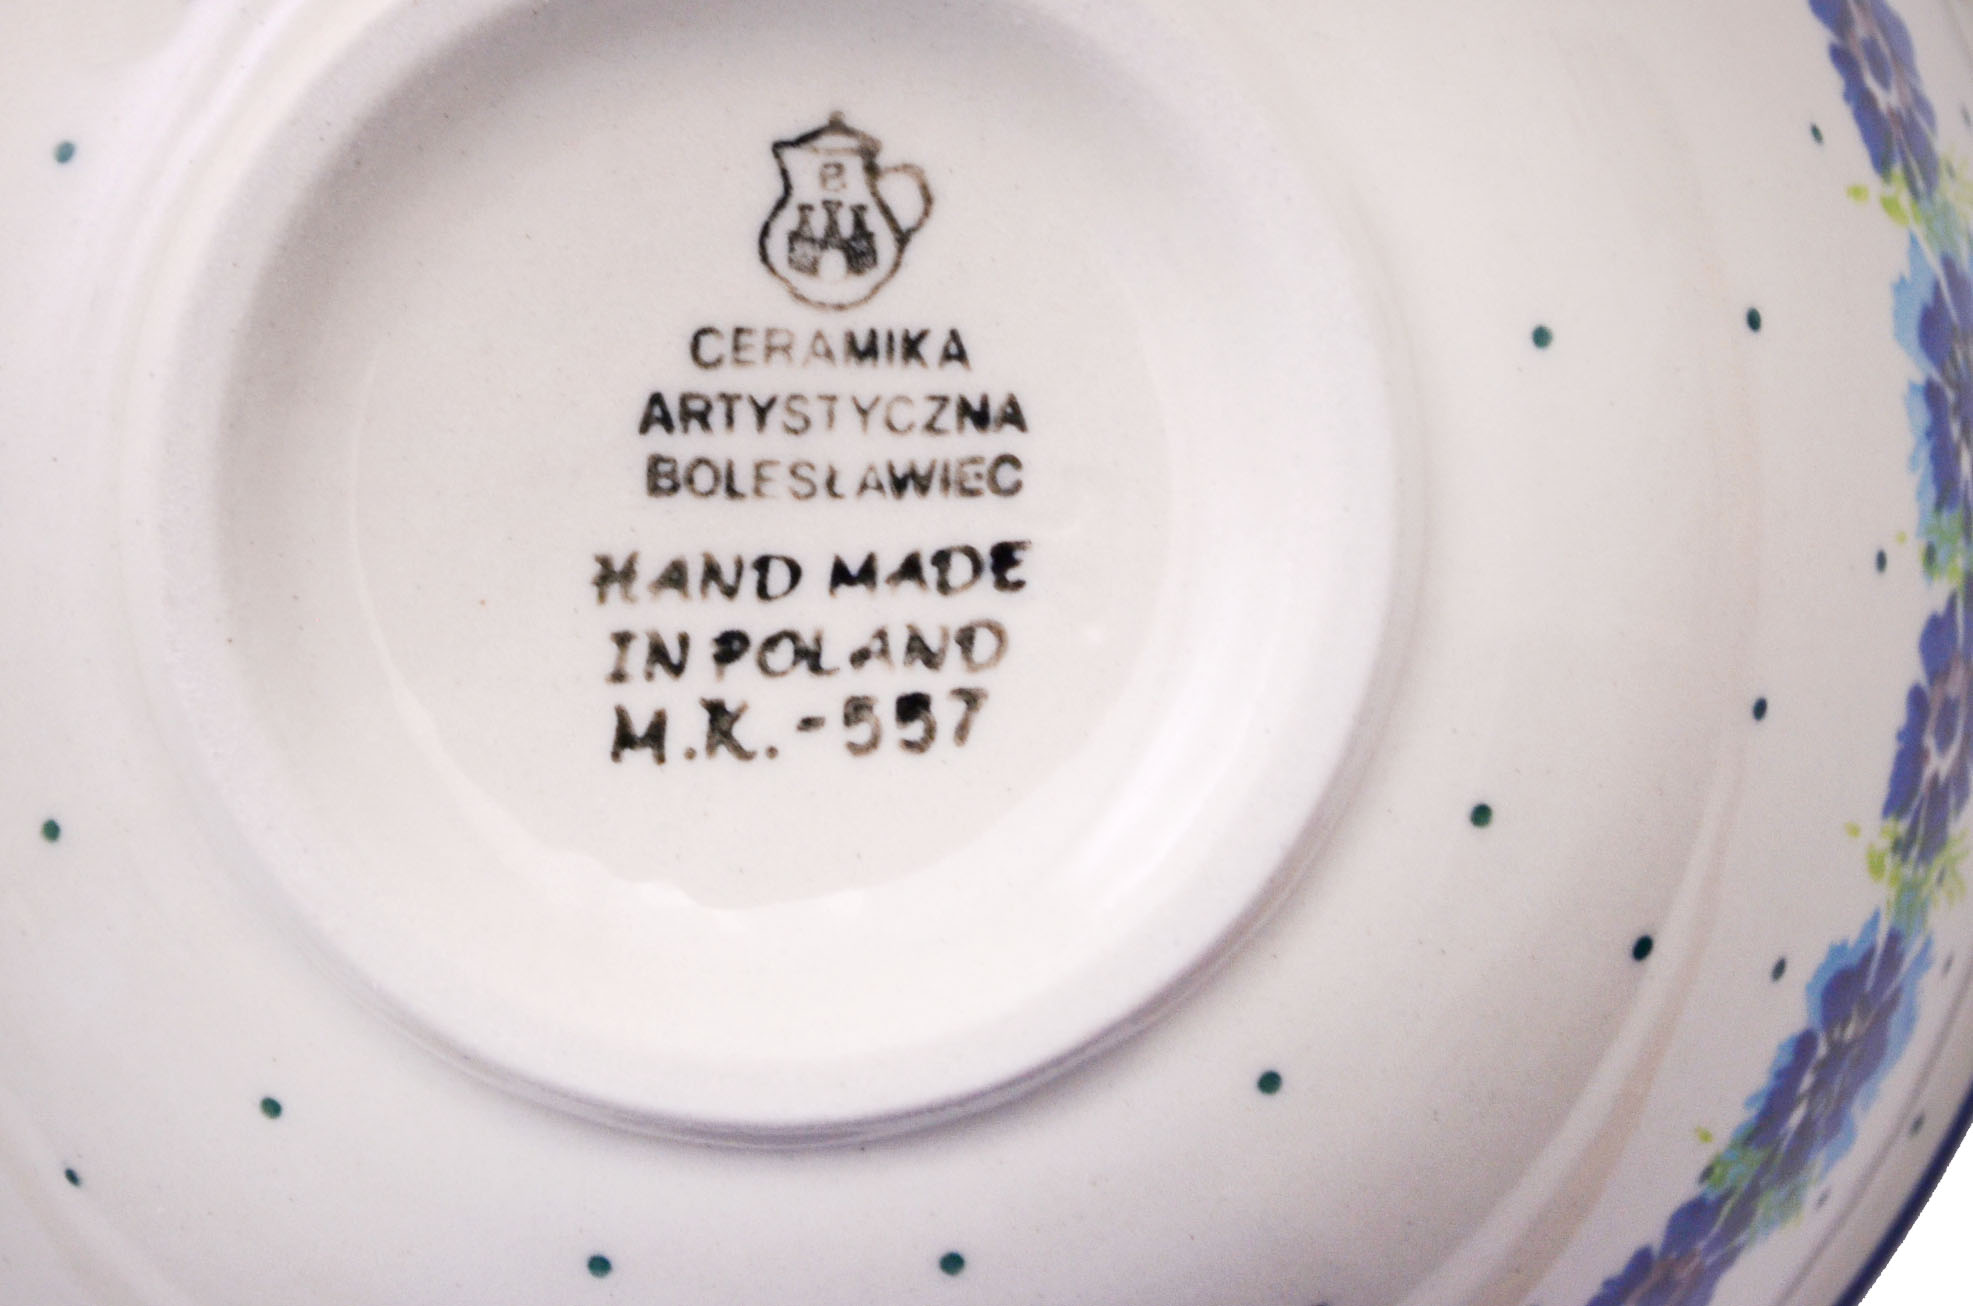 B
CERAMIKA
ARTYSTYCZNA
BOLESŁAWIEC
HAND MADE
IN POLAND
M.K.-557